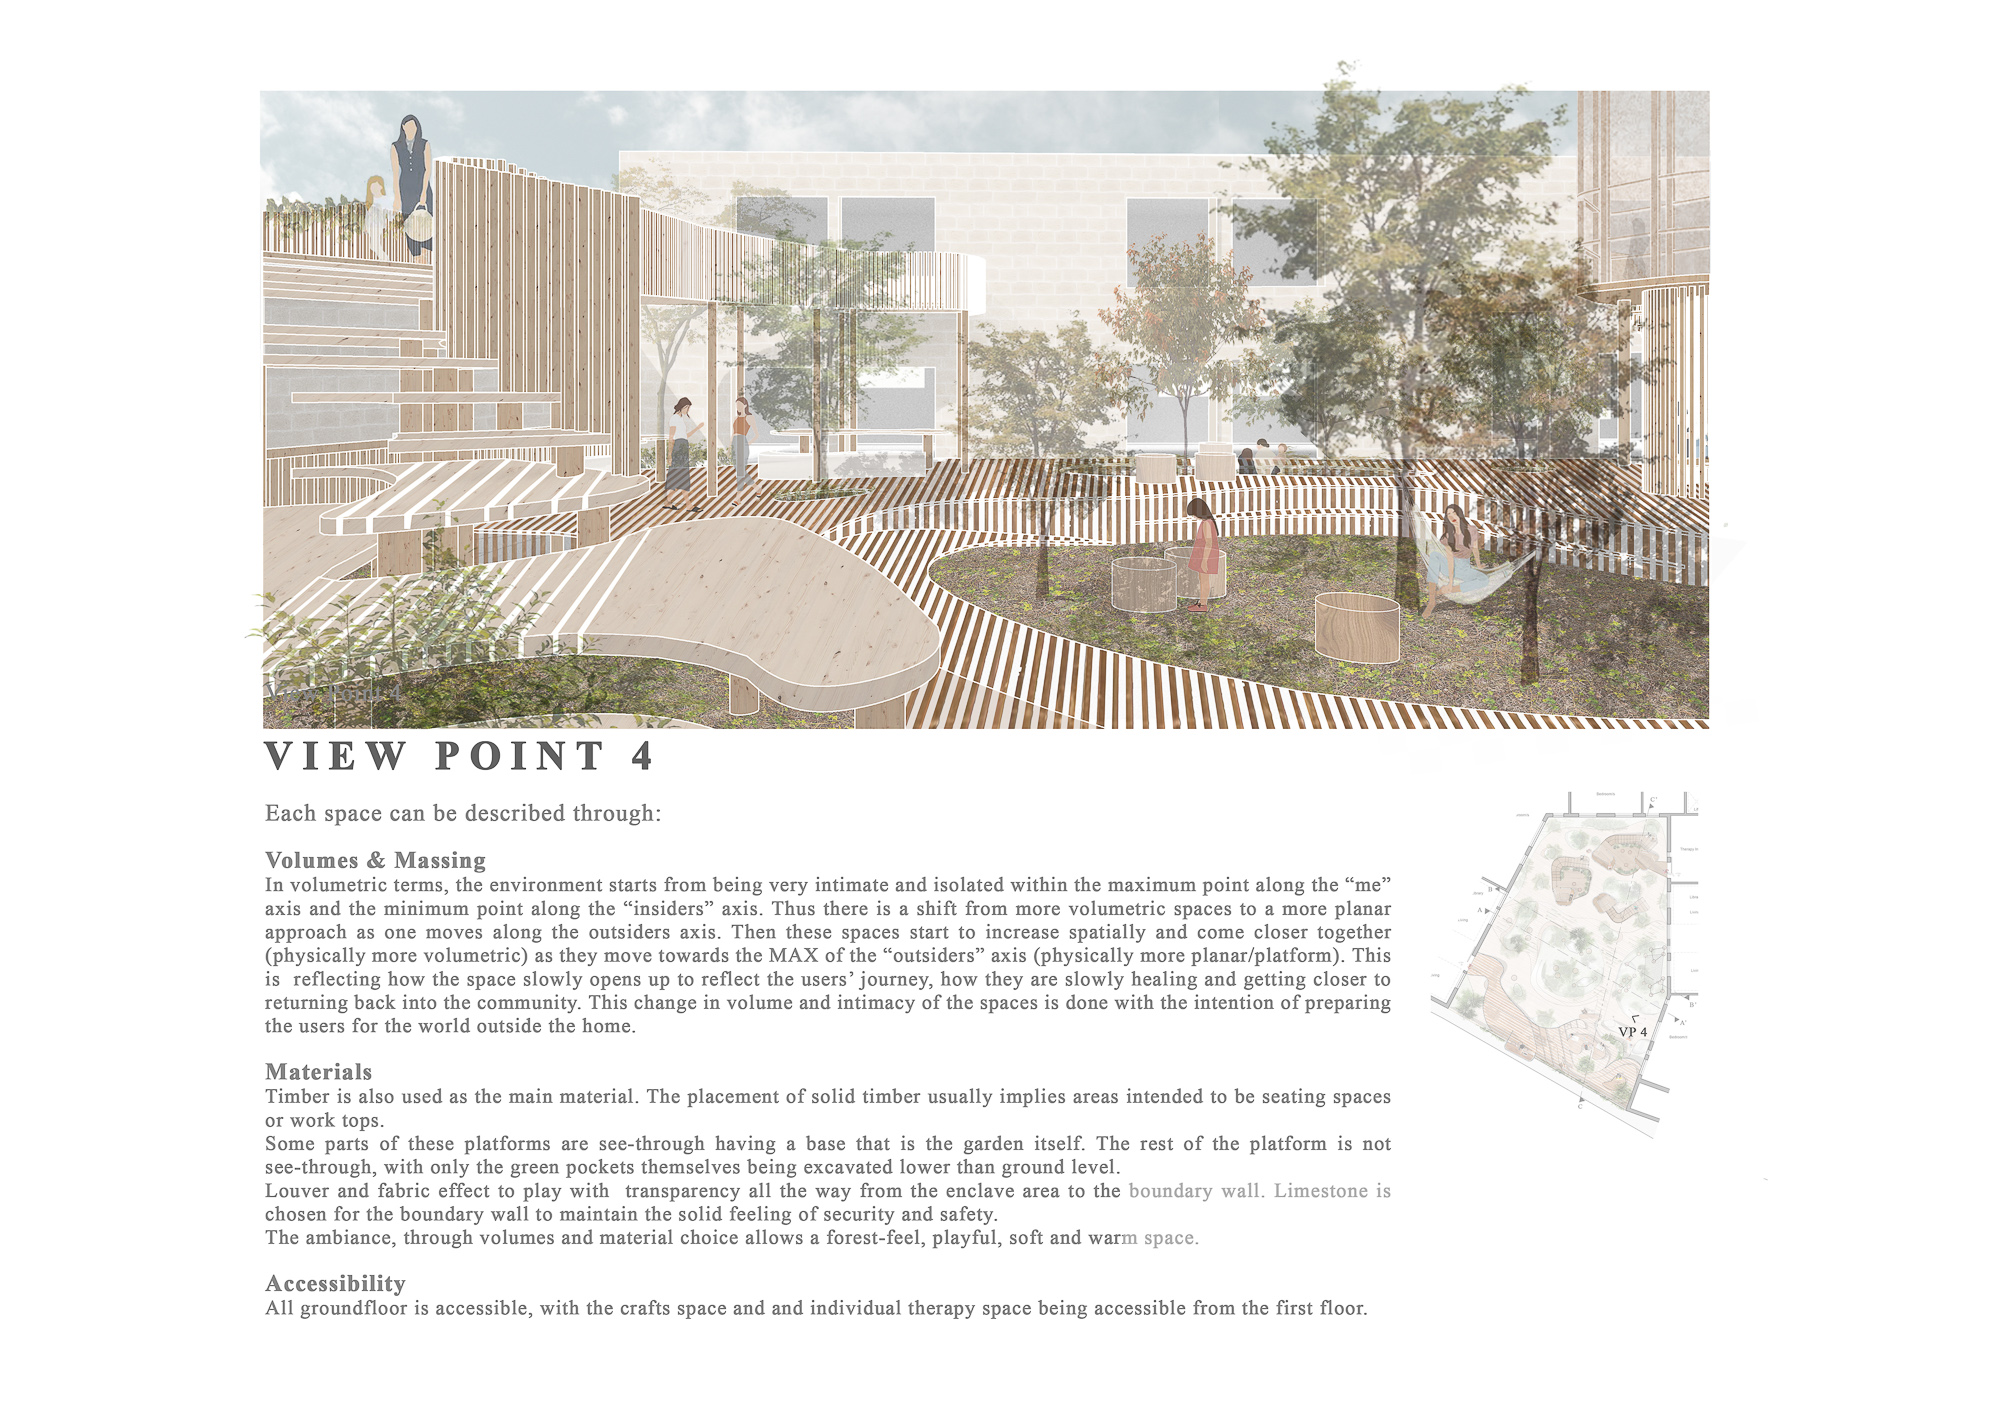 View Point 4
VIEW POINT 4
Each space can be described through:
Volumes & Massing
In volumetric terms, the environment starts from being very intimate and isolated within the maximum point along the “me”
axis and the minimum point along the “insiders” axis. Thus there is a shift from more volumetric spaces to a more planar
approach as one moves along the outsiders axis. Then these spaces start to increase spatially and come closer together
(physically more volumetric) as they move towards the MAX of the “outsiders” axis (physically more planar/platform). This
is  reflecting how the space slowly opens up to reflect the users’ journey, how they are slowly healing and getting closer to
returning back into the community. This change in volume and intimacy of the spaces is done with the intention of preparing
the users for the world outside the home.
Materials
Timber is also used as the main material. The placement of solid timber usually implies areas intended to be seating spaces
or work tops.
Some parts of these platforms are see-through having a base that is the garden itself. The rest of the platform is not
see-through, with only the green pockets themselves being excavated lower than ground level.
Louver and fabric effect to play with  transparency all the way from the enclave area to the boundary wall. Limestone is
chosen for the boundary wall to maintain the solid feeling of security and safety.
The ambiance, through volumes and material choice allows a forest-feel, playful, soft and warm space.
Accessibility
All groundfloor is accessible, with the crafts space and and individual therapy space being accessible from the first floor.
C'
B
A
VP 4
B'
A'
C